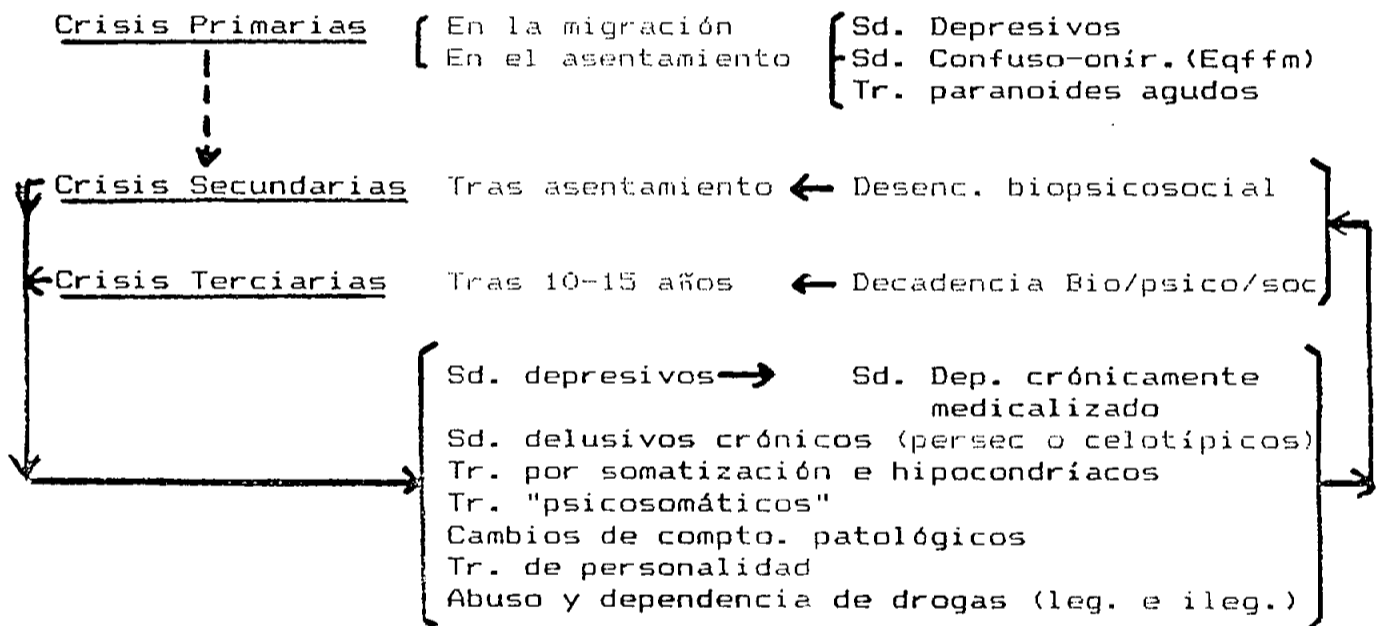 Crisis Primarias En la migración Sd. Depresivos
En el asentamiento Sd. Confuso-onír.(Eqffm)
Tr. paranoides agudos
Crisis Secundarias Tras asentamiento Desenc. biopsicosocial
Crisis Terciarias Tras 10-15 años Decadencia Bio/psico/soc
Sd. depresivos Sd. Dep. crónicamente
medicalizado
Sd. delusivos crónicos (persec o celotípicos)
Tr. por somatización e hipocondríacos
Tr. "psicosomáticos"
Cambios de compto. patológicos
Tr. de personalidad
Abuso y dependencia de drogas (leg. e ileg.)